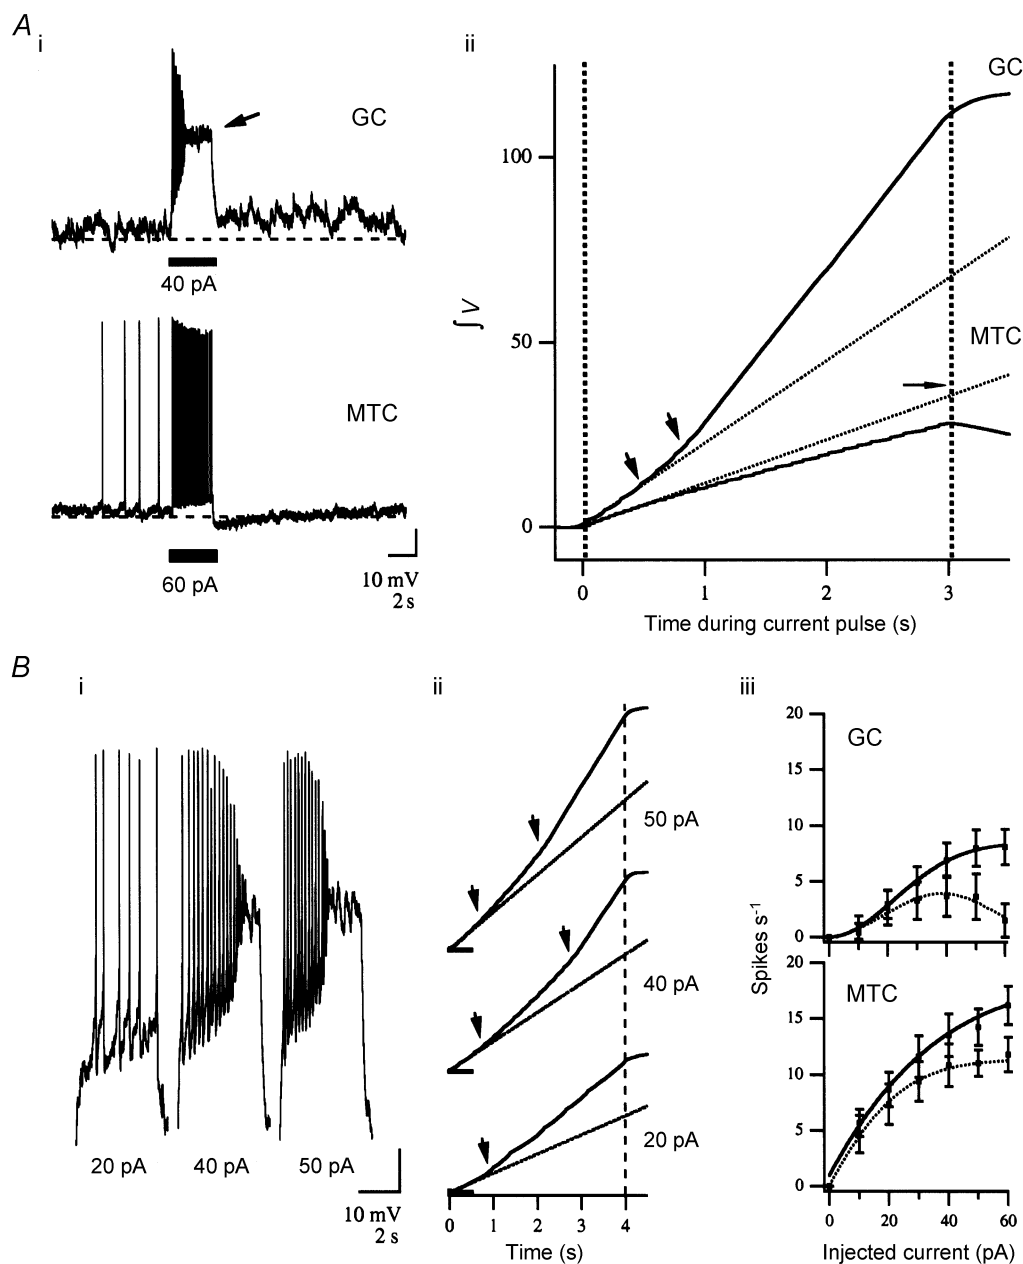 A
i
GC
40 pA
MTC
60 pA
10 mV
2 s
ii
GC
MTC
∫ V
100
50
0
0 1 2 3
Time during current pulse (s)
B
i
20 pA 40 pA 50 pA
10 mV
2 s
ii
50 pA
40 pA
20 pA
0 1 2 3 4
Time (s)
iii
GC
20
15
10
5
0
MTC
20
15
10
5
0
Spikes s⁻¹
0 20 40 60
Injected current (pA)